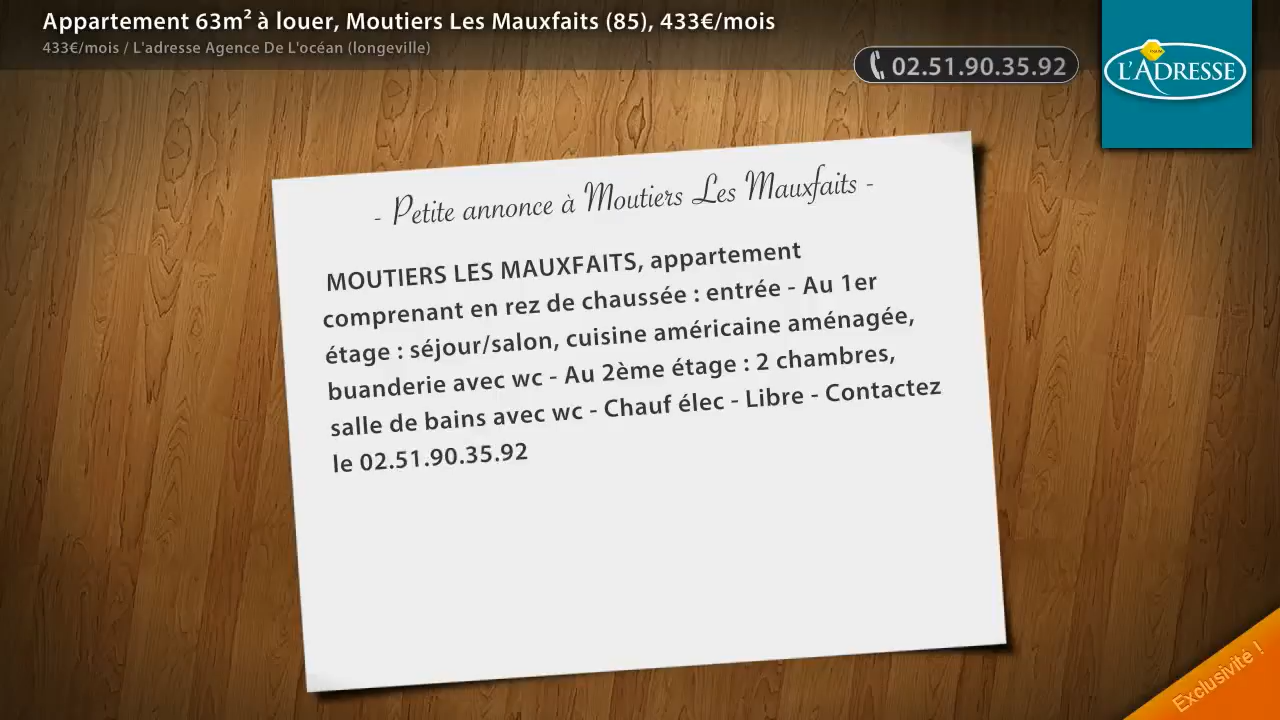 Appartement 63m² à louer, Moutiers Les Mauxfaits (85), 433€/mois
433€/mois / L'adresse Agence De L'océan (longeville)
02.51.90.35.92
L'ADRESSE
- Petite annonce à Moutiers Les Mauxfaits -
MOUTIERS LES MAUXFAITS, appartement
comprenant en rez de chaussée : entrée - Au 1er
étage : séjour/salon, cuisine américaine aménagée,
buanderie avec wc - Au 2ème étage : 2 chambres,
salle de bains avec wc - Chauf élec - Libre - Contactez
le 02.51.90.35.92
Exclusivité !